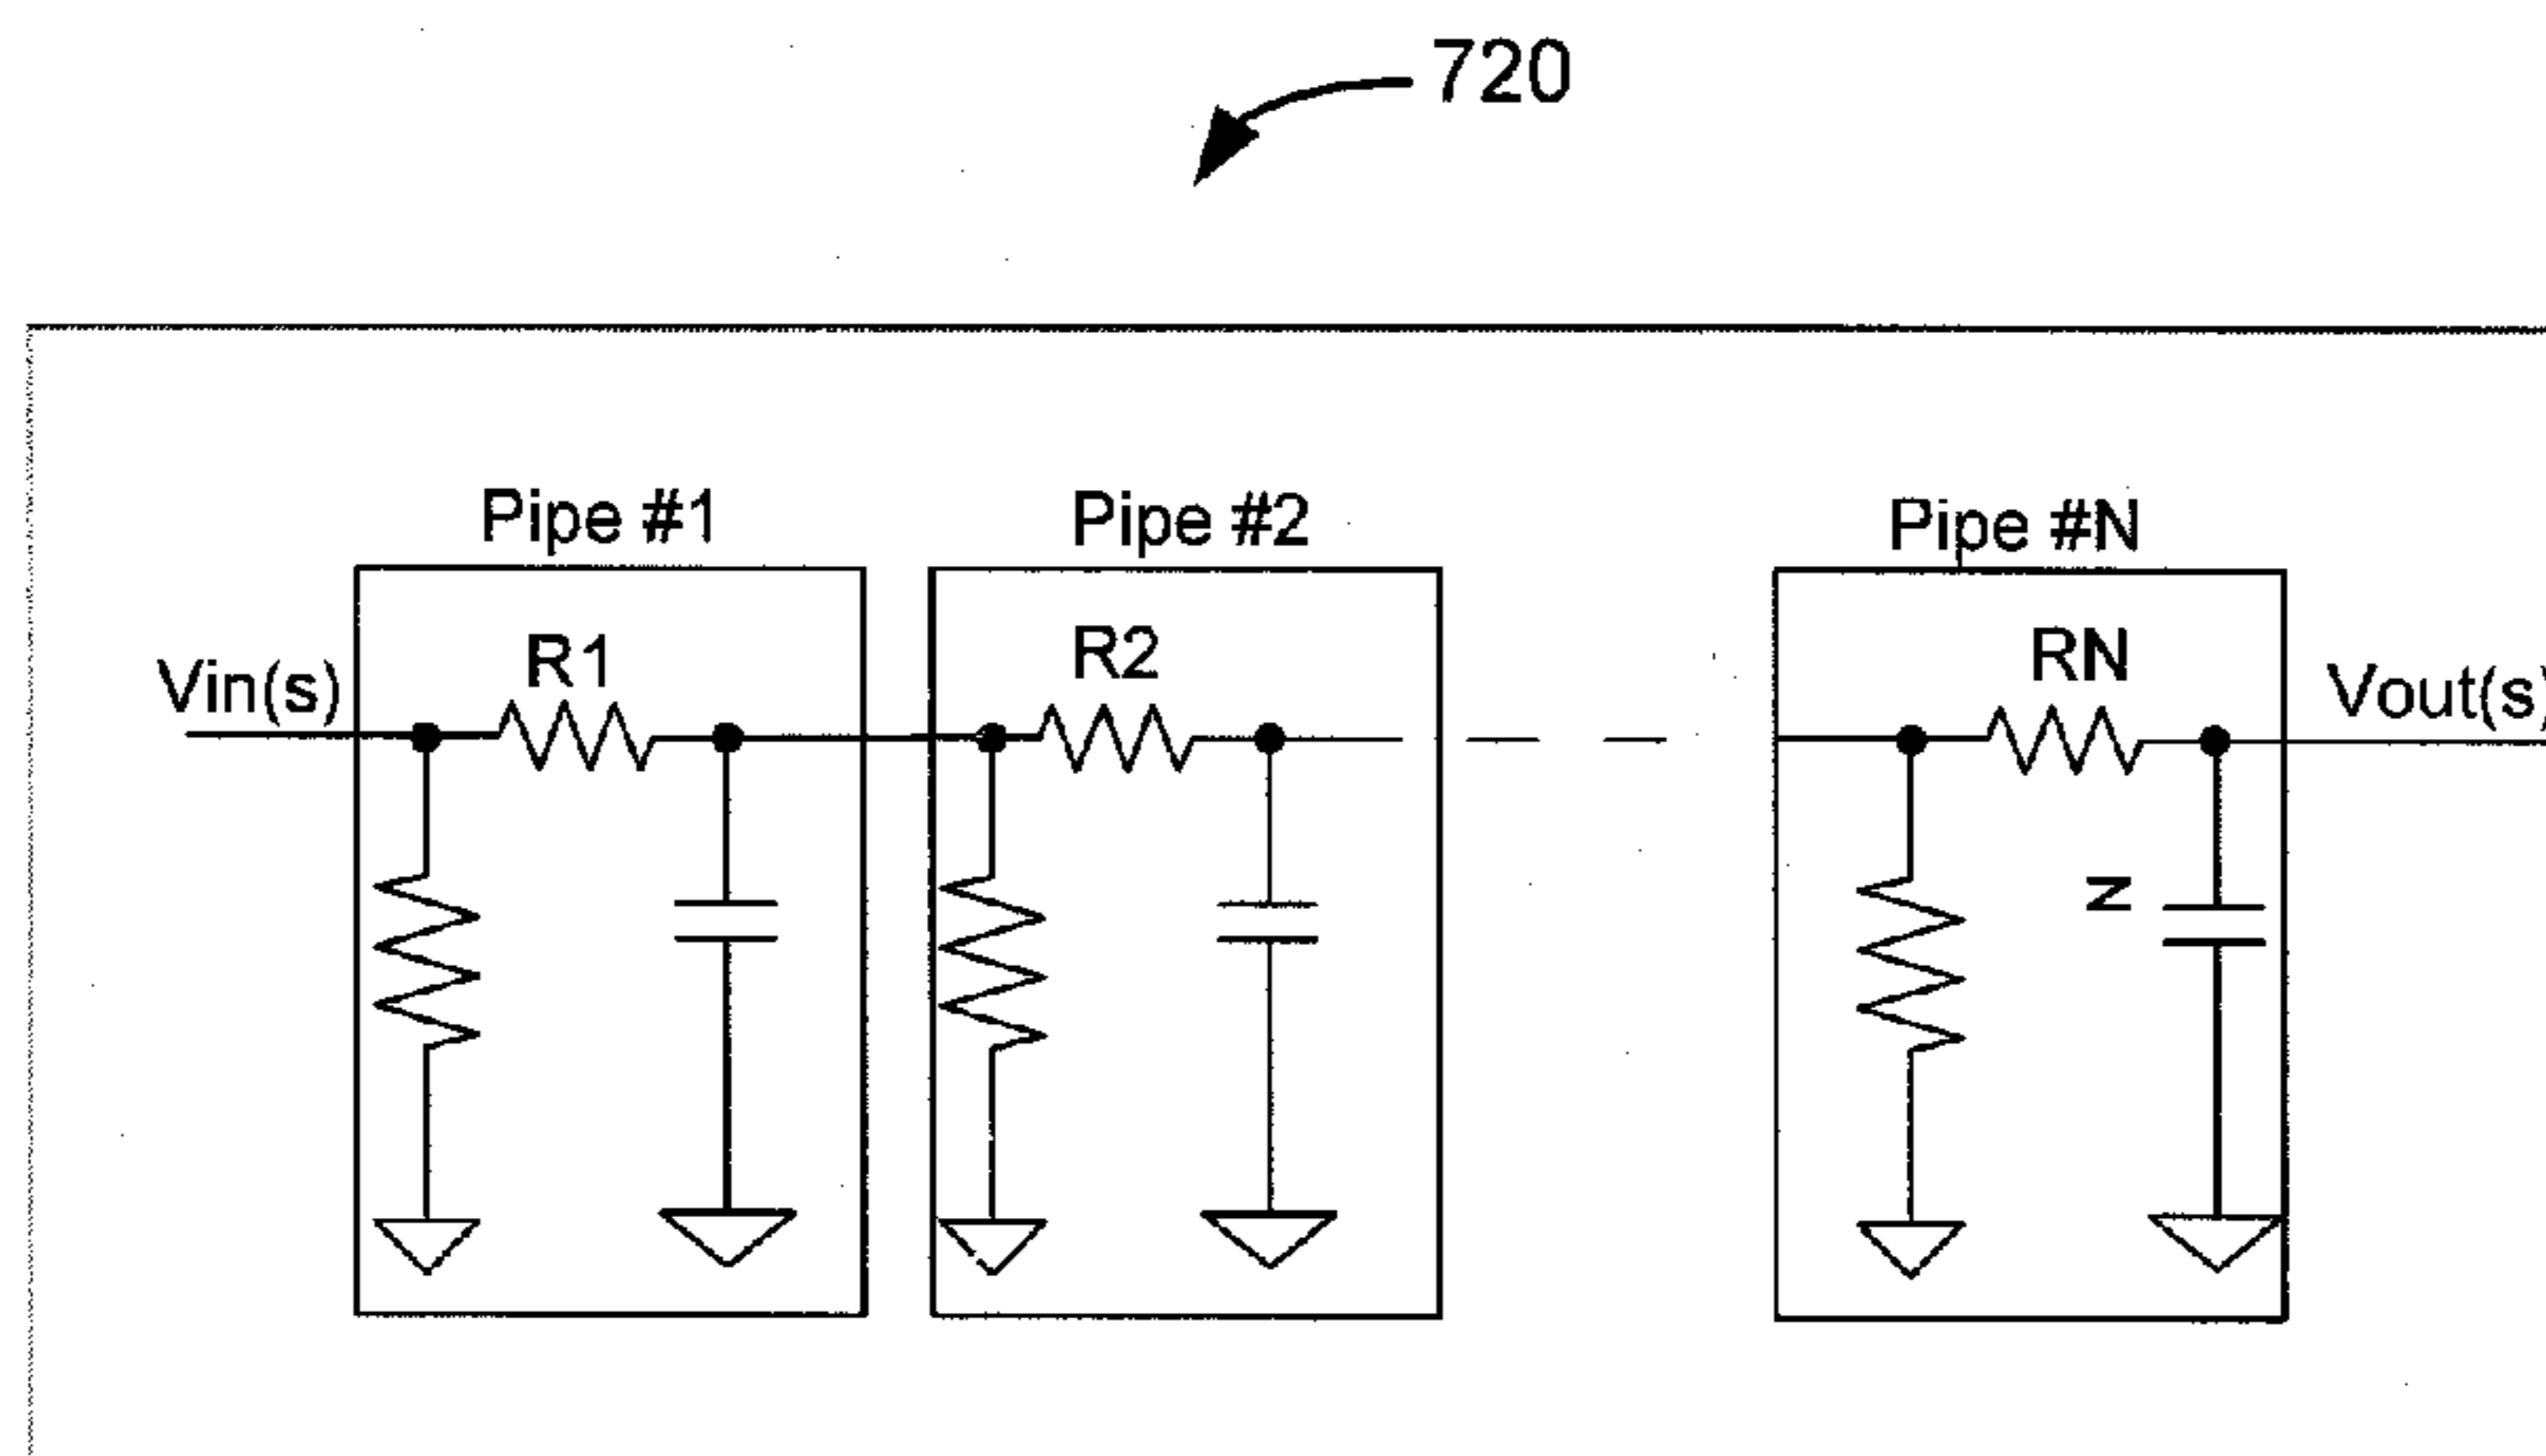 720
Pipe #1 Pipe #2 Pipe #N
R1 R2 RN
Vin(s) Vout(s)
N